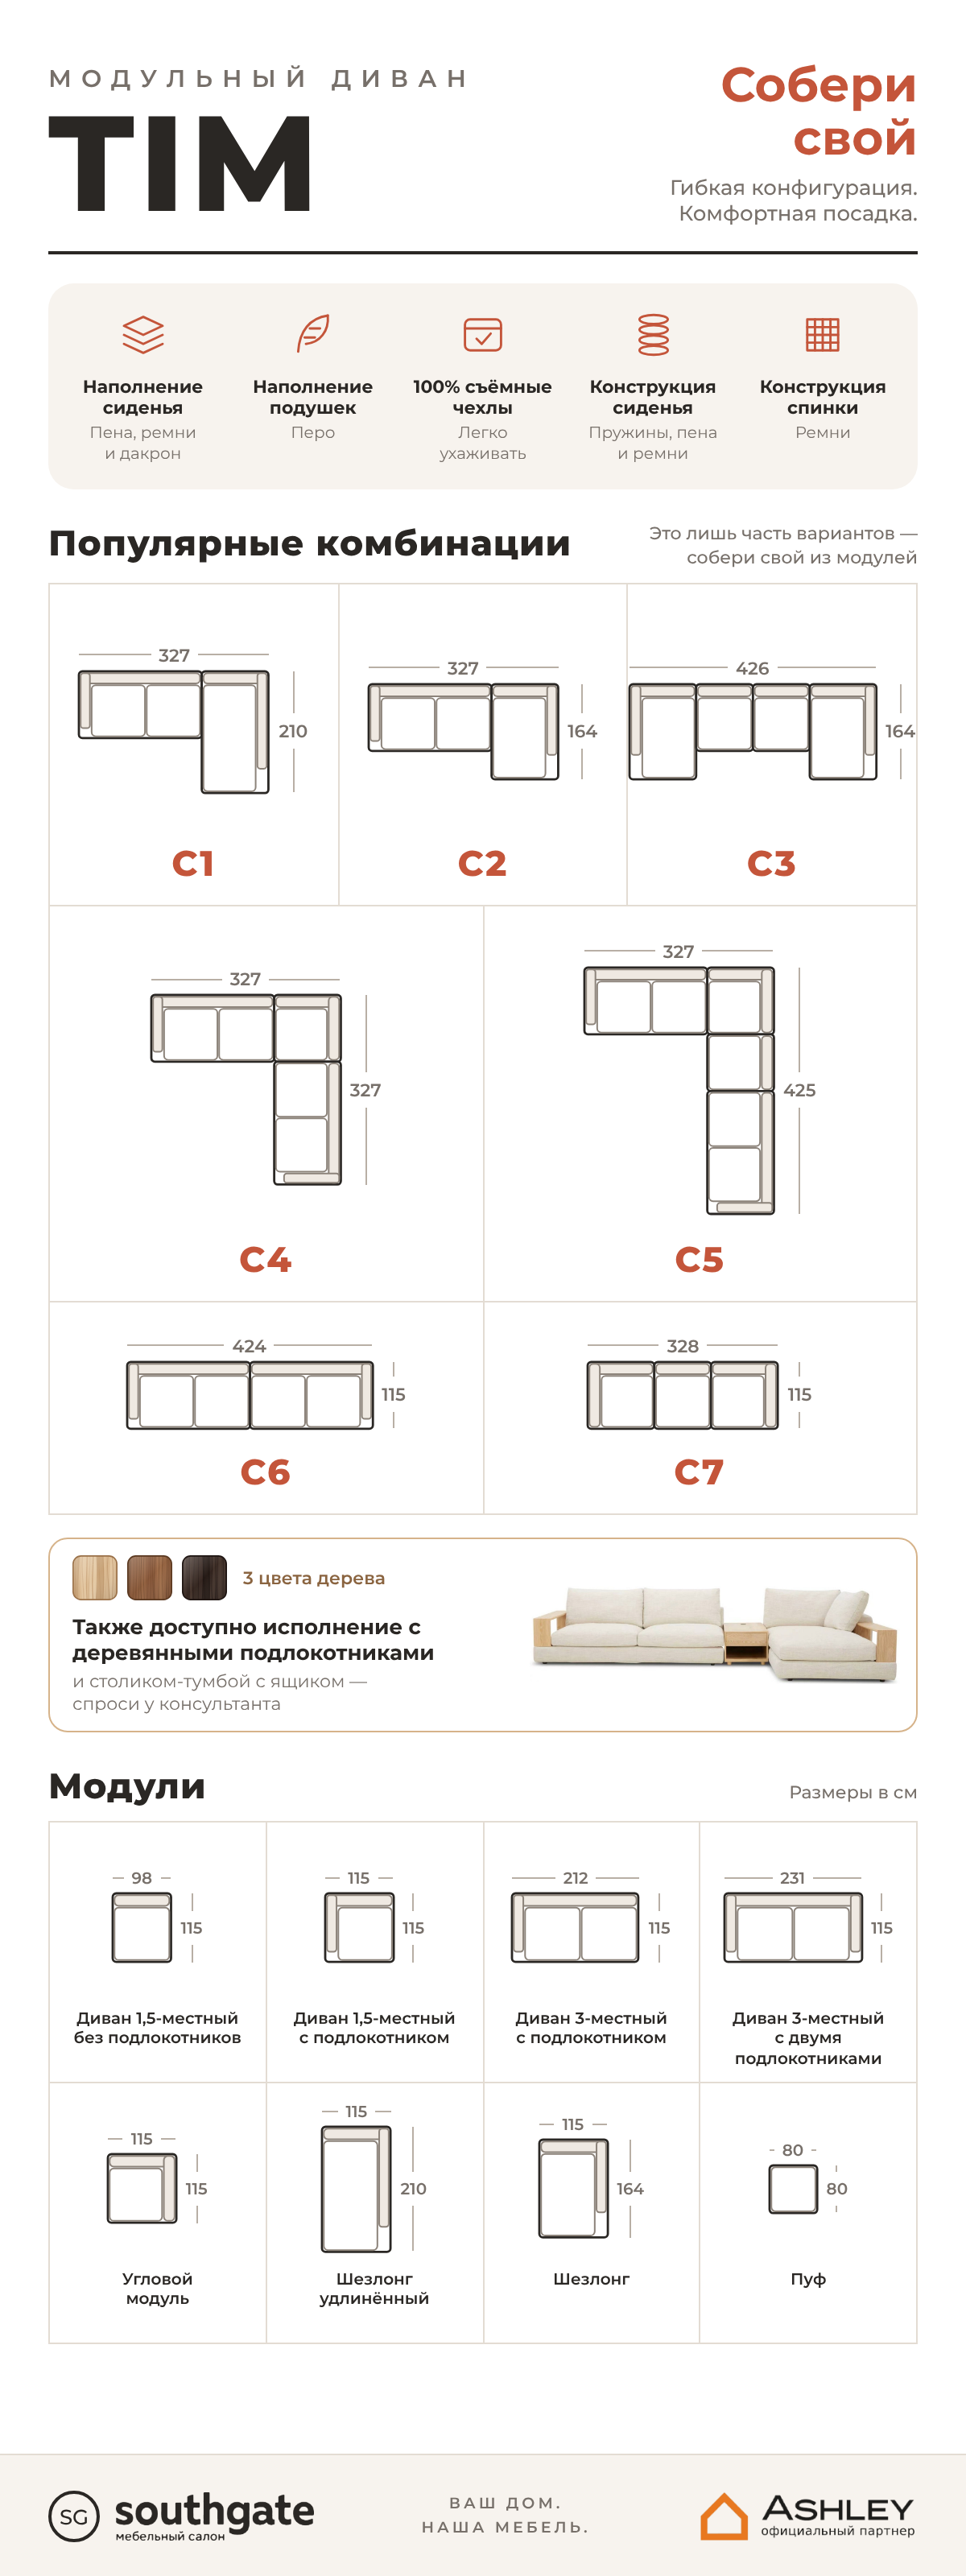 МОДУЛЬНЫЙ ДИВАН
TIM
Собери
свой
Гибкая конфигурация.
Комфортная посадка.
Наполнение
сиденья
Пена, ремни
и дакрон
Наполнение
подушек
Перо
100% съёмные
чехлы
Легко
ухаживать
Конструкция
сиденья
Пружины, пена
и ремни
Конструкция
спинки
Ремни
Популярные комбинации
Это лишь часть вариантов —
собери свой из модулей
327
210
C1
327
164
C2
426
164
C3
327
327
C4
327
425
C5
424
115
C6
328
115
C7
3 цвета дерева
Также доступно исполнение с
деревянными подлокотниками
и столиком-тумбой с ящиком —
спроси у консультанта
Модули
Размеры в см
98
115
Диван 1,5-местный
без подлокотников
115
115
Диван 1,5-местный
с подлокотником
212
115
Диван 3-местный
с подлокотником
231
115
Диван 3-местный
с двумя
подлокотниками
115
115
Угловой
модуль
115
210
Шезлонг
удлинённый
115
164
Шезлонг
80
80
Пуф
SG
southgate
мебельный салон
ВАШ ДОМ.
НАША МЕБЕЛЬ.
ASHLEY
официальный партнер